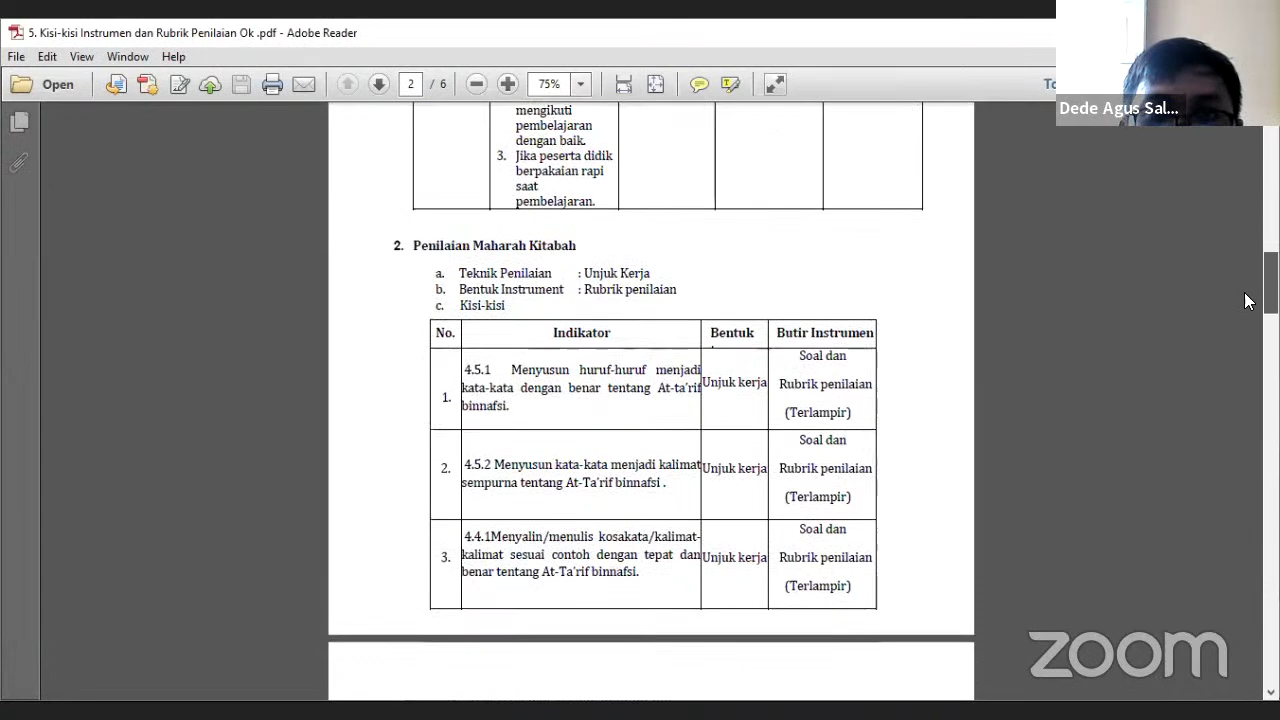 5. Kisi-kisi Instrumen dan Rubrik Penilaian Ok .pdf - Adobe Reader
File Edit View Window Help
Open 2 / 6 75% To
Dede Agus Sal...
mengikuti
pembelajaran
dengan baik.
3. Jika peserta didik
berpakaian rapi
saat
pembelajaran.
2. Penilaian Maharah Kitabah
a. Teknik Penilaian : Unjuk Kerja
b. Bentuk Instrument : Rubrik penilaian
c. Kisi-kisi
No. Indikator Bentuk Butir Instrumen
1.
4.5.1 Menyusun huruf-huruf menjadi
kata-kata dengan benar tentang At-ta'rif
binnafsi.
Unjuk kerja
Soal dan
Rubrik penilaian
(Terlampir)
2.
4.5.2 Menyusun kata-kata menjadi kalimat
sempurna tentang At-Ta'rif binnafsi .
Unjuk kerja
Soal dan
Rubrik penilaian
(Terlampir)
3.
4.4.1Menyalin/menulis kosakata/kalimat-
kalimat sesuai contoh dengan tepat dan
benar tentang At-Ta'rif binnafsi.
Unjuk kerja
Soal dan
Rubrik penilaian
(Terlampir)
zoom